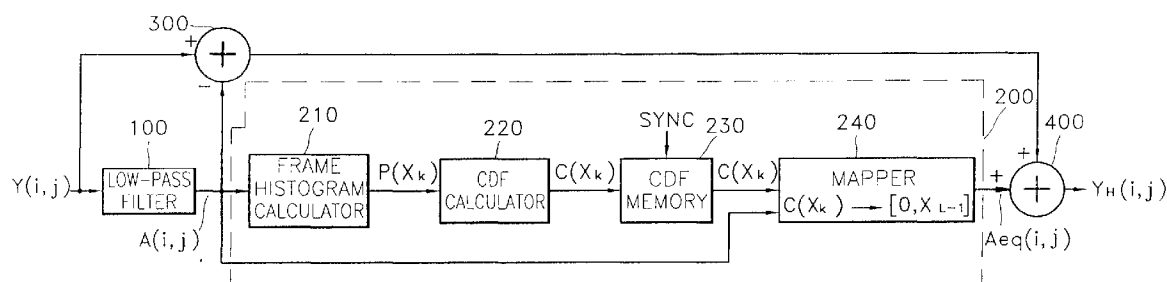 300
+
+
−
200
100
210
220
SYNC
230
240
400
+
Y(i,j)
LOW-PASS
FILTER
FRAME
HISTOGRAM
CALCULATOR
P(Xk)
CDF
CALCULATOR
C(Xk)
CDF
MEMORY
C(Xk)
MAPPER
C(Xk) → [0,XL-1]
+
+
YH(i,j)
A(i,j)
Aeq(i,j)